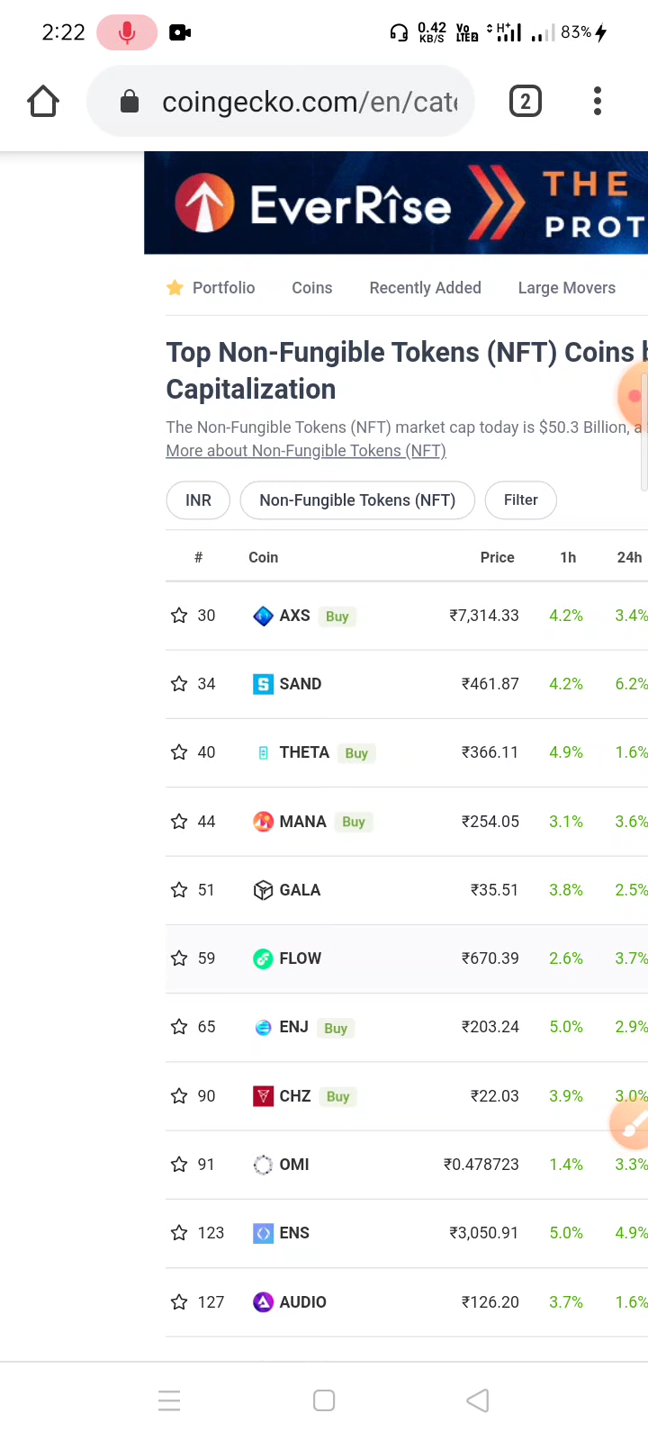 2:22 0.42 KB/S Vo LTE2 H+ 83%
coingecko.com/en/cat
2
EverRîse THE
PROT
Portfolio Coins Recently Added Large Movers
Top Non-Fungible Tokens (NFT) Coins
Capitalization
The Non-Fungible Tokens (NFT) market cap today is $50.3 Billion, a
More about Non-Fungible Tokens (NFT)
INR Non-Fungible Tokens (NFT) Filter
# Coin Price 1h 24h
30 AXS Buy ₹7,314.33 4.2% 3.4%
34 SAND ₹461.87 4.2% 6.2%
40 THETA Buy ₹366.11 4.9% 1.6%
44 MANA Buy ₹254.05 3.1% 3.6%
51 GALA ₹35.51 3.8% 2.5%
59 FLOW ₹670.39 2.6% 3.7%
65 ENJ Buy ₹203.24 5.0% 2.9%
90 CHZ Buy ₹22.03 3.9% 3.0%
91 OMI ₹0.478723 1.4% 3.3%
123 ENS ₹3,050.91 5.0% 4.9%
127 AUDIO ₹126.20 3.7% 1.6%